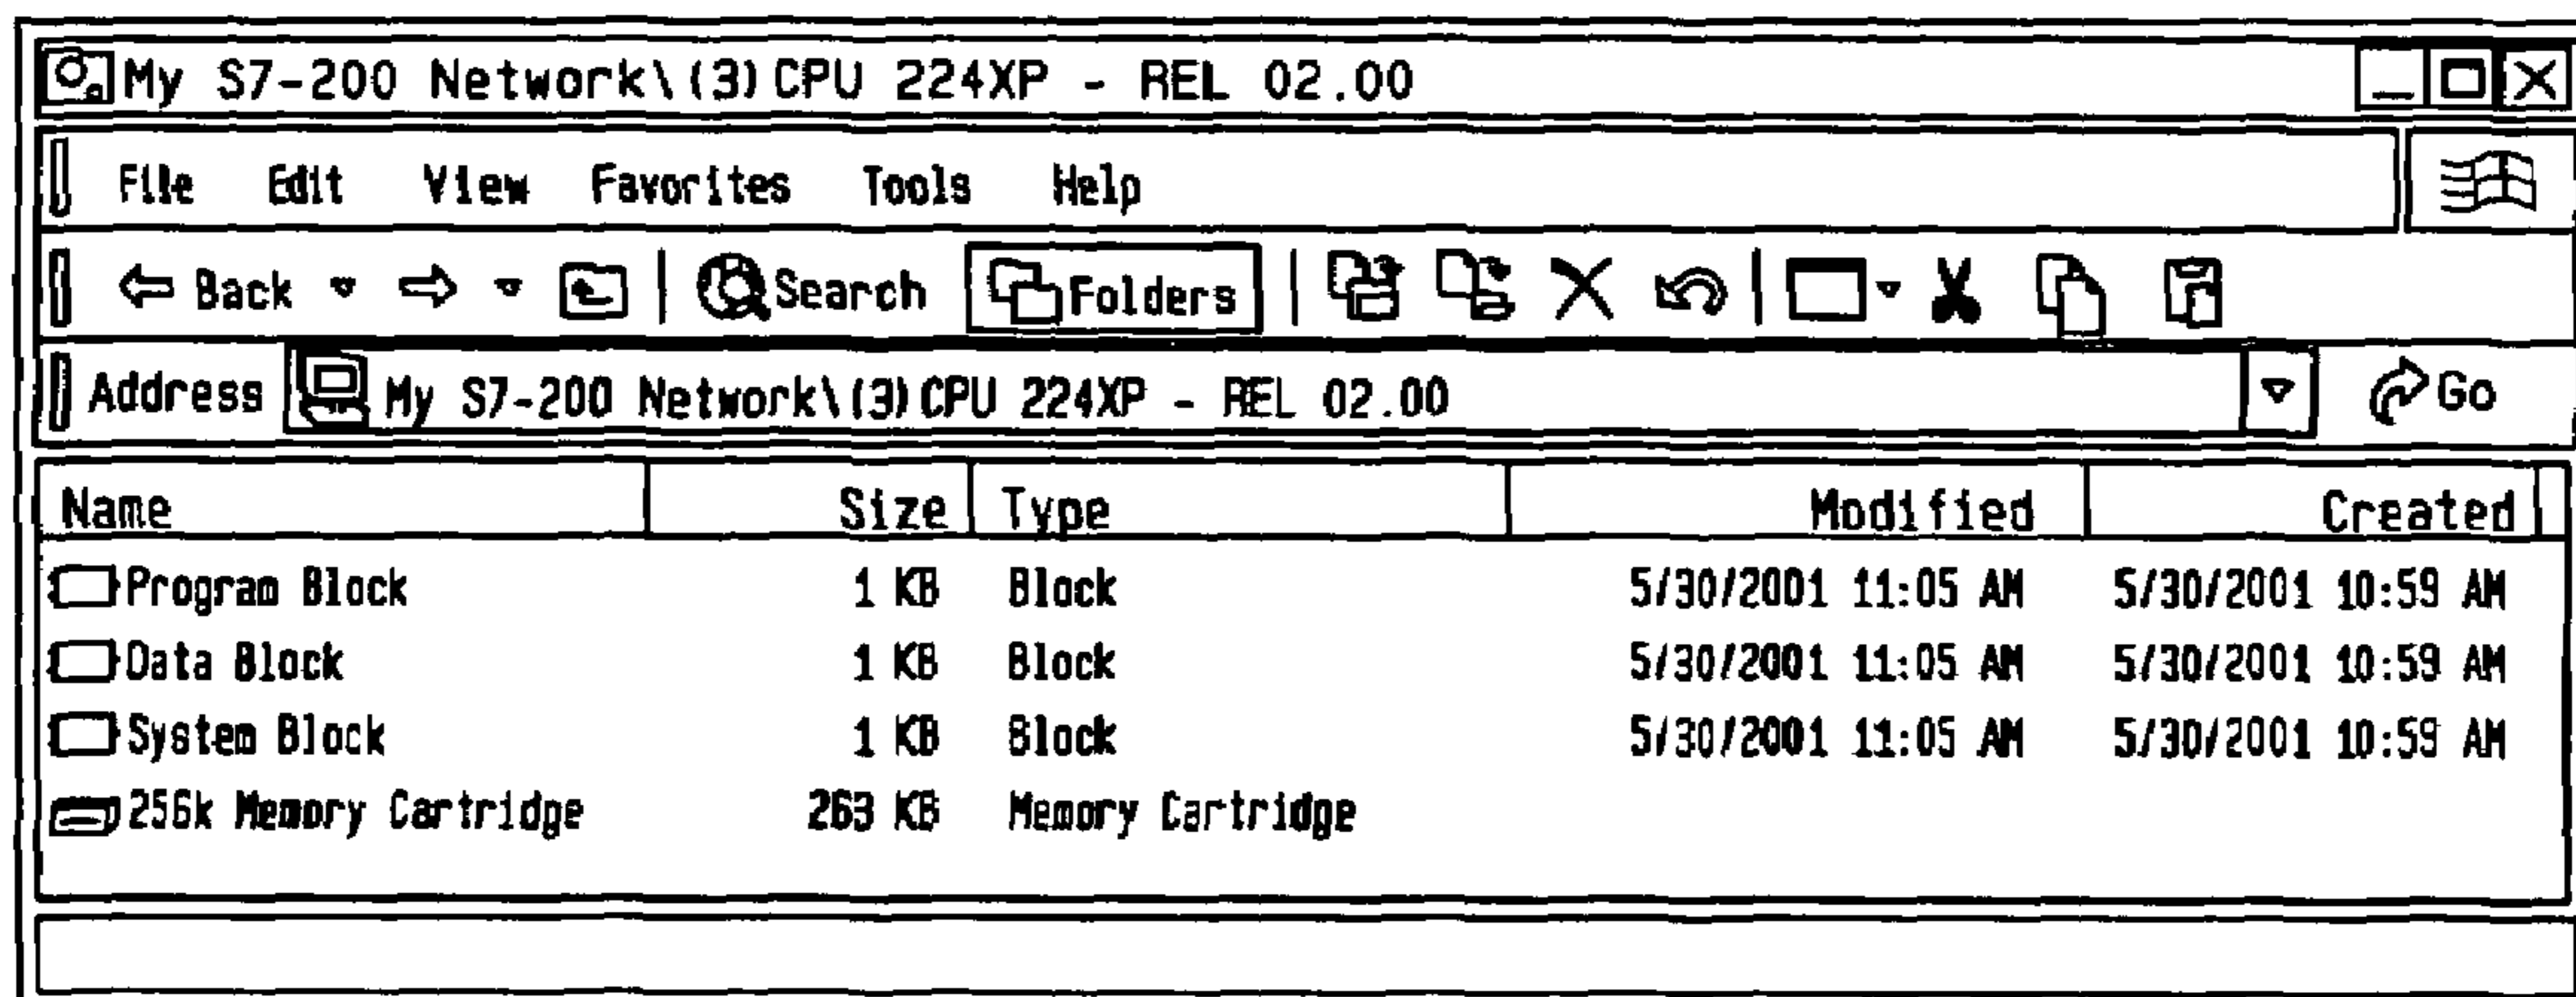 My S7-200 Network\(3)CPU 224XP - REL 02.00
File Edit View Favorites Tools Help
Back Search Folders
Address My S7-200 Network\(3)CPU 224XP - REL 02.00 Go
Name Size Type Modified Created
Program Block 1 KB Block 5/30/2001 11:05 AM 5/30/2001 10:59 AM
Data Block 1 KB Block 5/30/2001 11:05 AM 5/30/2001 10:59 AM
System Block 1 KB Block 5/30/2001 11:05 AM 5/30/2001 10:59 AM
256k Memory Cartridge 263 KB Memory Cartridge